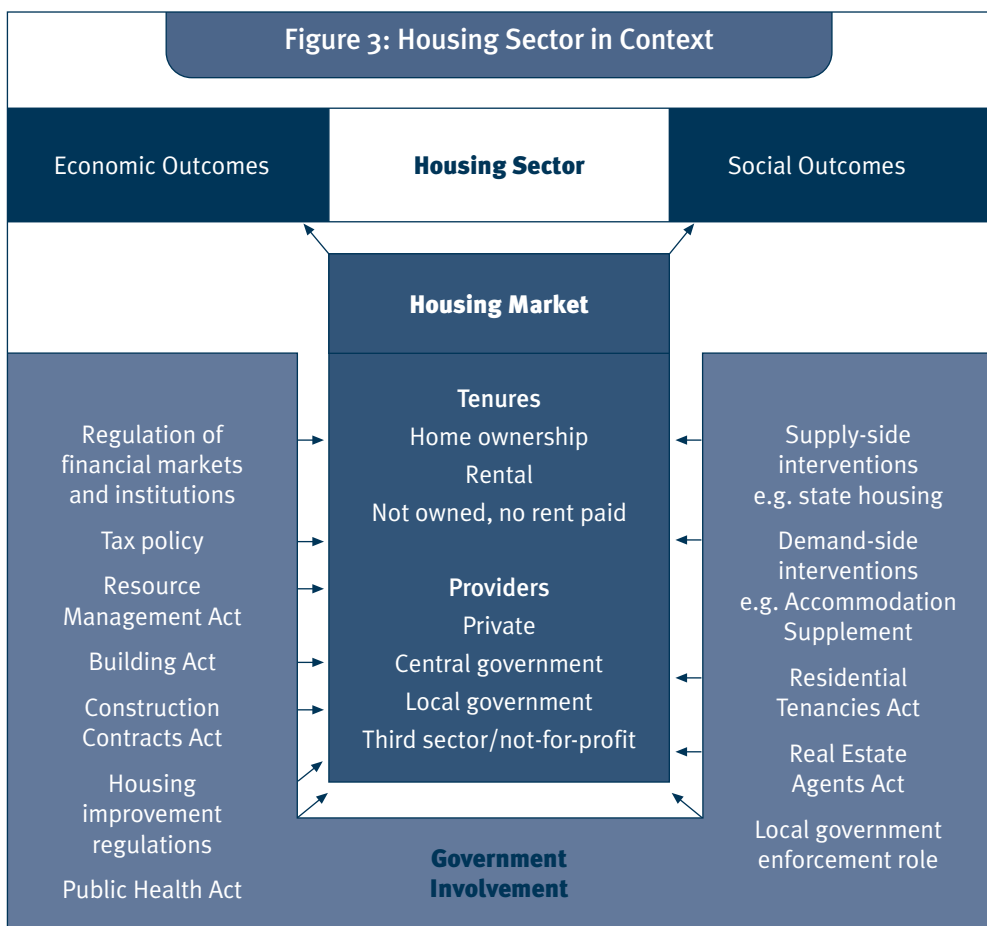 Figure 3: Housing Sector in Context
Economic Outcomes
Housing Sector
Social Outcomes
Housing Market
Regulation of
financial markets
and institutions
Tax policy
Resource
Management Act
Building Act
Construction
Contracts Act
Housing
improvement
regulations
Public Health Act
Tenures
Home ownership
Rental
Not owned, no rent paid
Providers
Private
Central government
Local government
Third sector/not-for-profit
Supply-side
interventions
e.g. state housing
Demand-side
interventions
e.g. Accommodation
Supplement
Residential
Tenancies Act
Real Estate
Agents Act
Local government
enforcement role
Government
Involvement